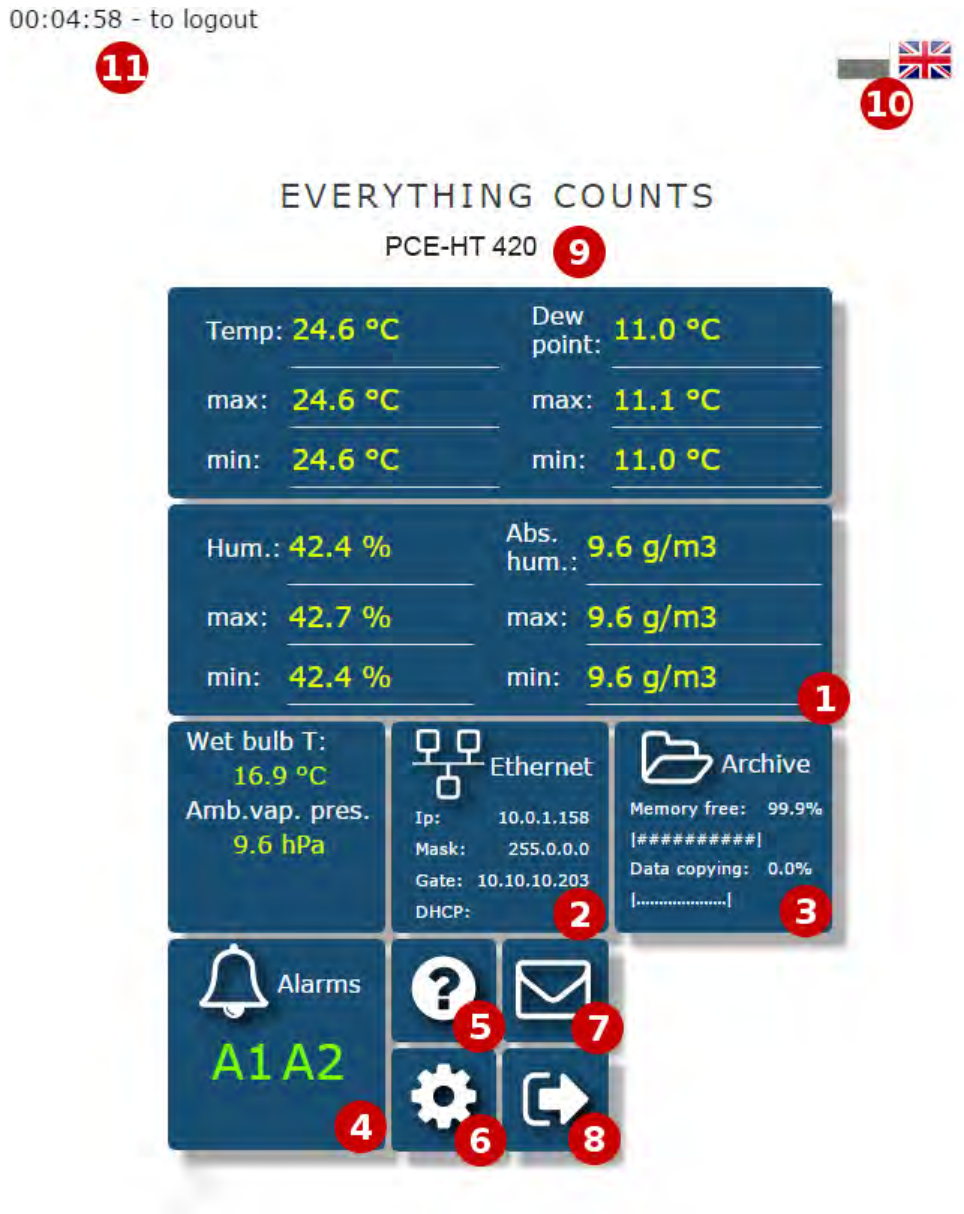 00:04:58 - to logout
11
10
EVERYTHING COUNTS
PCE-HT 420 9
Temp: 24.6 °C Dew point: 11.0 °C
max: 24.6 °C max: 11.1 °C
min: 24.6 °C min: 11.0 °C
Hum.: 42.4 % Abs. hum.: 9.6 g/m3
max: 42.7 % max: 9.6 g/m3
min: 42.4 % min: 9.6 g/m3
1
Wet bulb T:
16.9 °C
Amb.vap. pres.
9.6 hPa
Ethernet
Ip: 10.0.1.158
Mask: 255.0.0.0
Gate: 10.10.10.203
DHCP:
2
Archive
Memory free: 99.9%
|##########|
Data copying: 0.0%
|....................|
3
Alarms
A1 A2
4
?
5
7
6
8